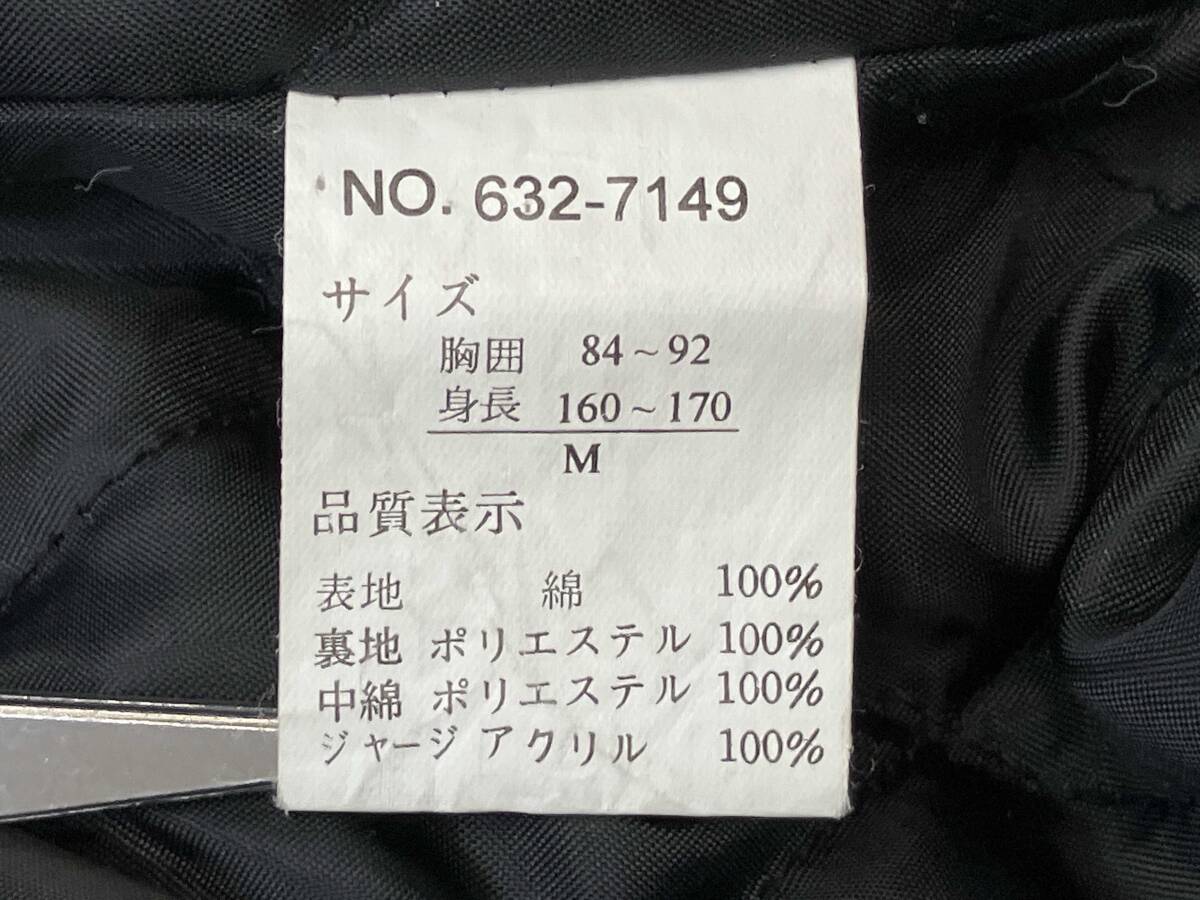 NO. 632-7149
サイズ
胸囲 84~92
身長 160~170
M
品質表示
表地 綿 100%
裏地 ポリエステル 100%
中綿 ポリエステル 100%
ジャージ アクリル 100%